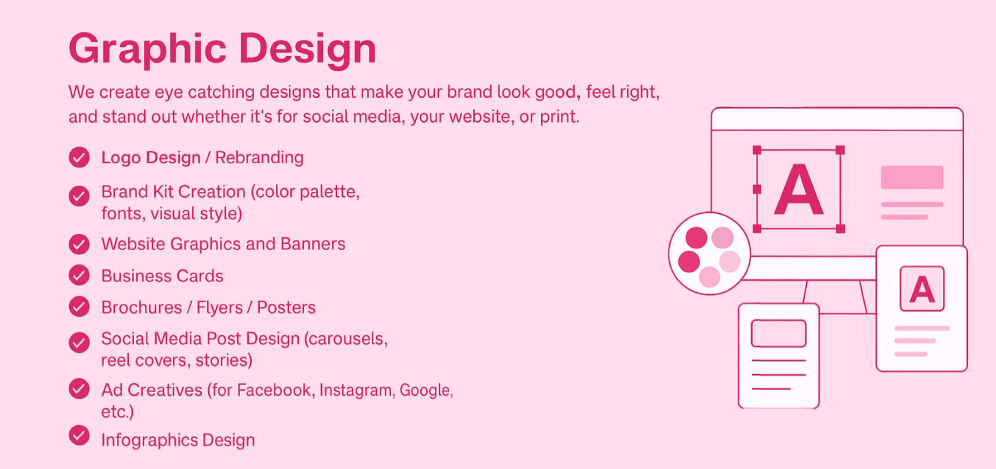 Graphic Design
We create eye catching designs that make your brand look good, feel right,
and stand out whether it's for social media, your website, or print.
Logo Design / Rebranding
Brand Kit Creation (color palette,
fonts, visual style)
Website Graphics and Banners
Business Cards
Brochures / Flyers / Posters
Social Media Post Design (carousels,
reel covers, stories)
Ad Creatives (for Facebook, Instagram, Google,
etc.)
Infographics Design
A
A